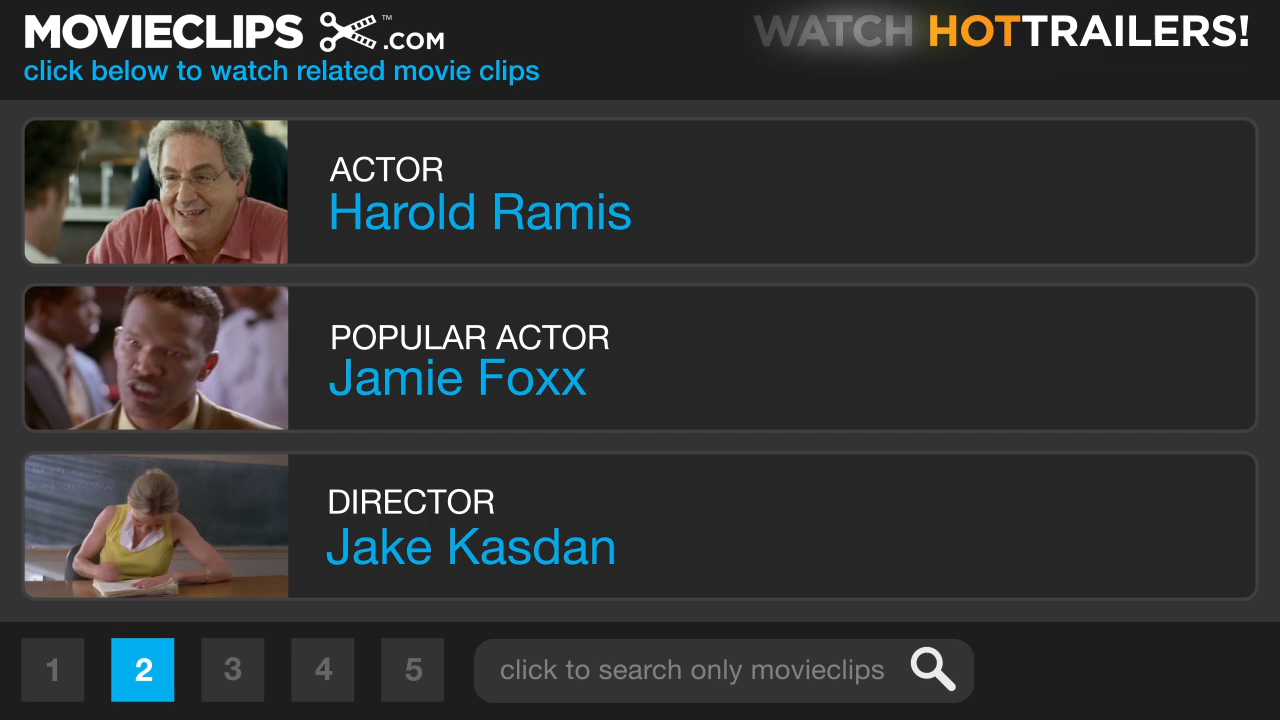 MOVIECLIPS ™ .COM
WATCH HOTTRAILERS!
click below to watch related movie clips
ACTOR
Harold Ramis
POPULAR ACTOR
Jamie Foxx
DIRECTOR
Jake Kasdan
1 2 3 4 5
click to search only movieclips